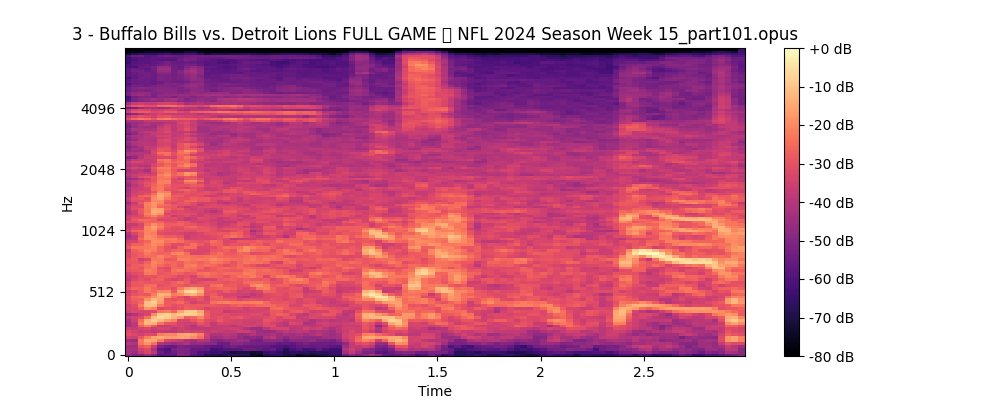 3 - Buffalo Bills vs. Detroit Lions FULL GAME ▯ NFL 2024 Season Week 15_part101.opus
Hz
4096
2048
1024
512
0
0
0.5
1
1.5
2
2.5
Time
+0 dB
-10 dB
-20 dB
-30 dB
-40 dB
-50 dB
-60 dB
-70 dB
-80 dB